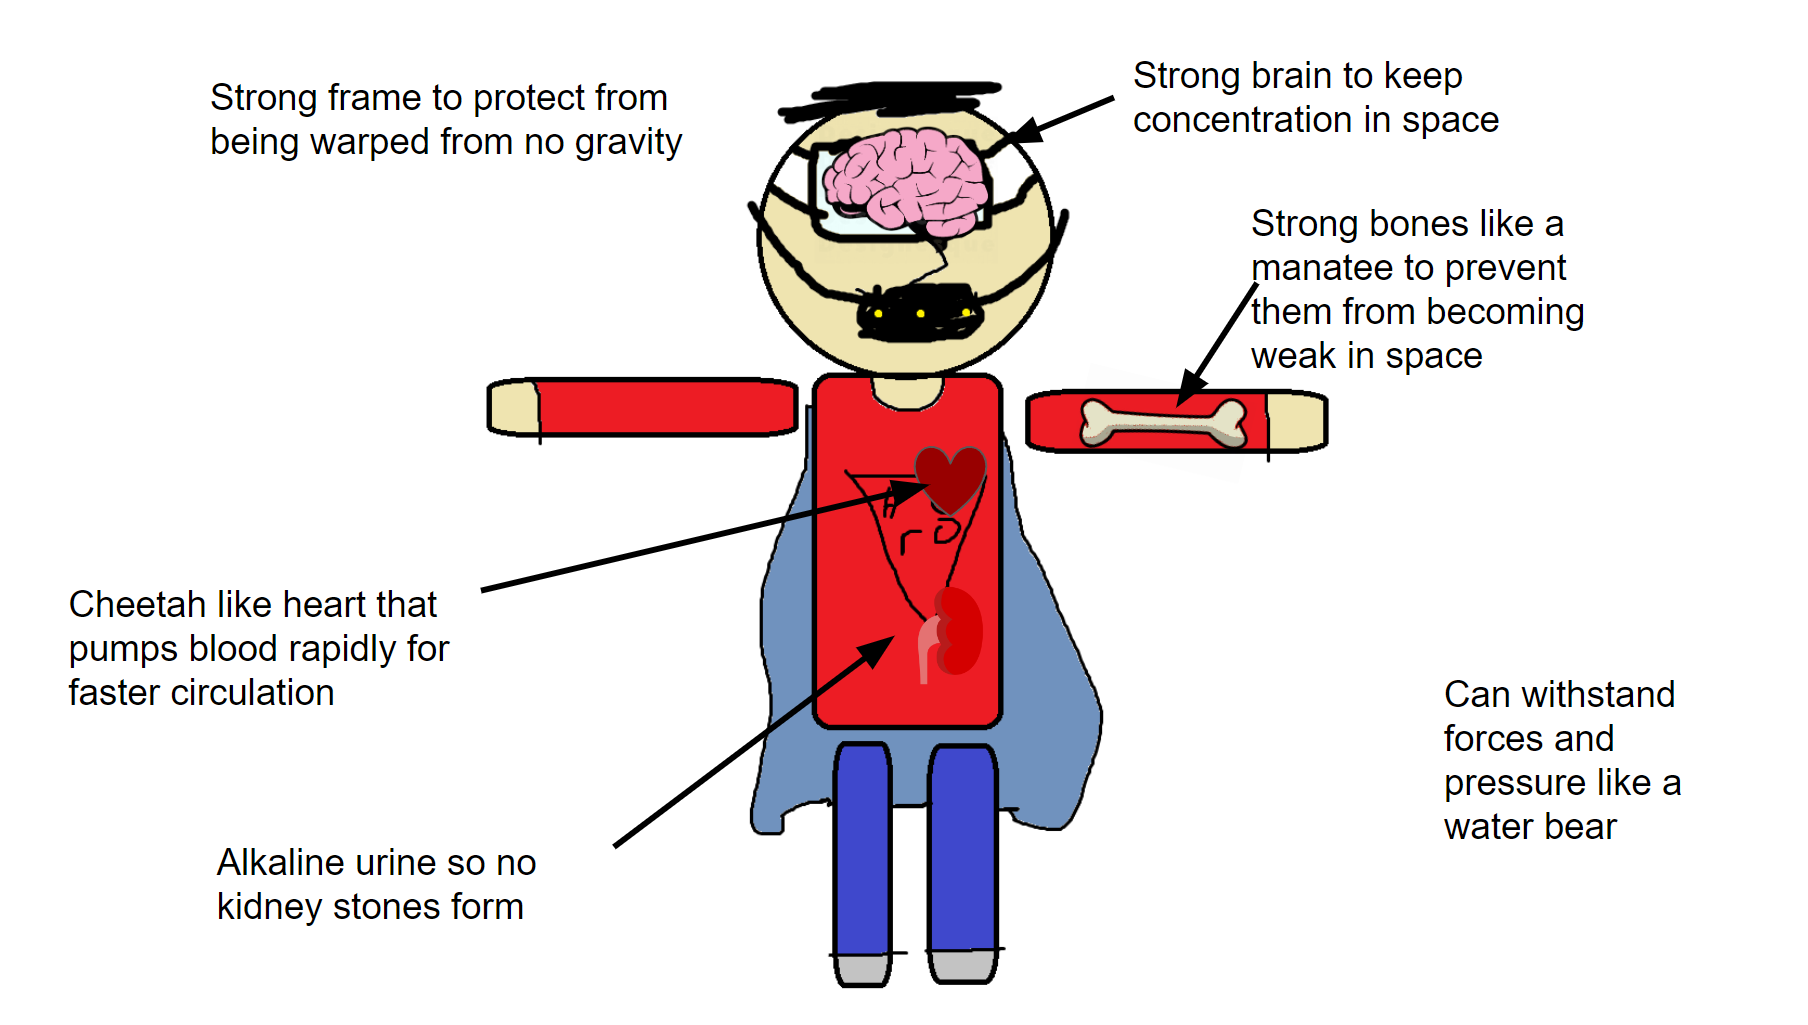 Strong frame to protect from
being warped from no gravity
Strong brain to keep
concentration in space
Strong bones like a
manatee to prevent
them from becoming
weak in space
Cheetah like heart that
pumps blood rapidly for
faster circulation
Can withstand
forces and
pressure like a
water bear
Alkaline urine so no
kidney stones form